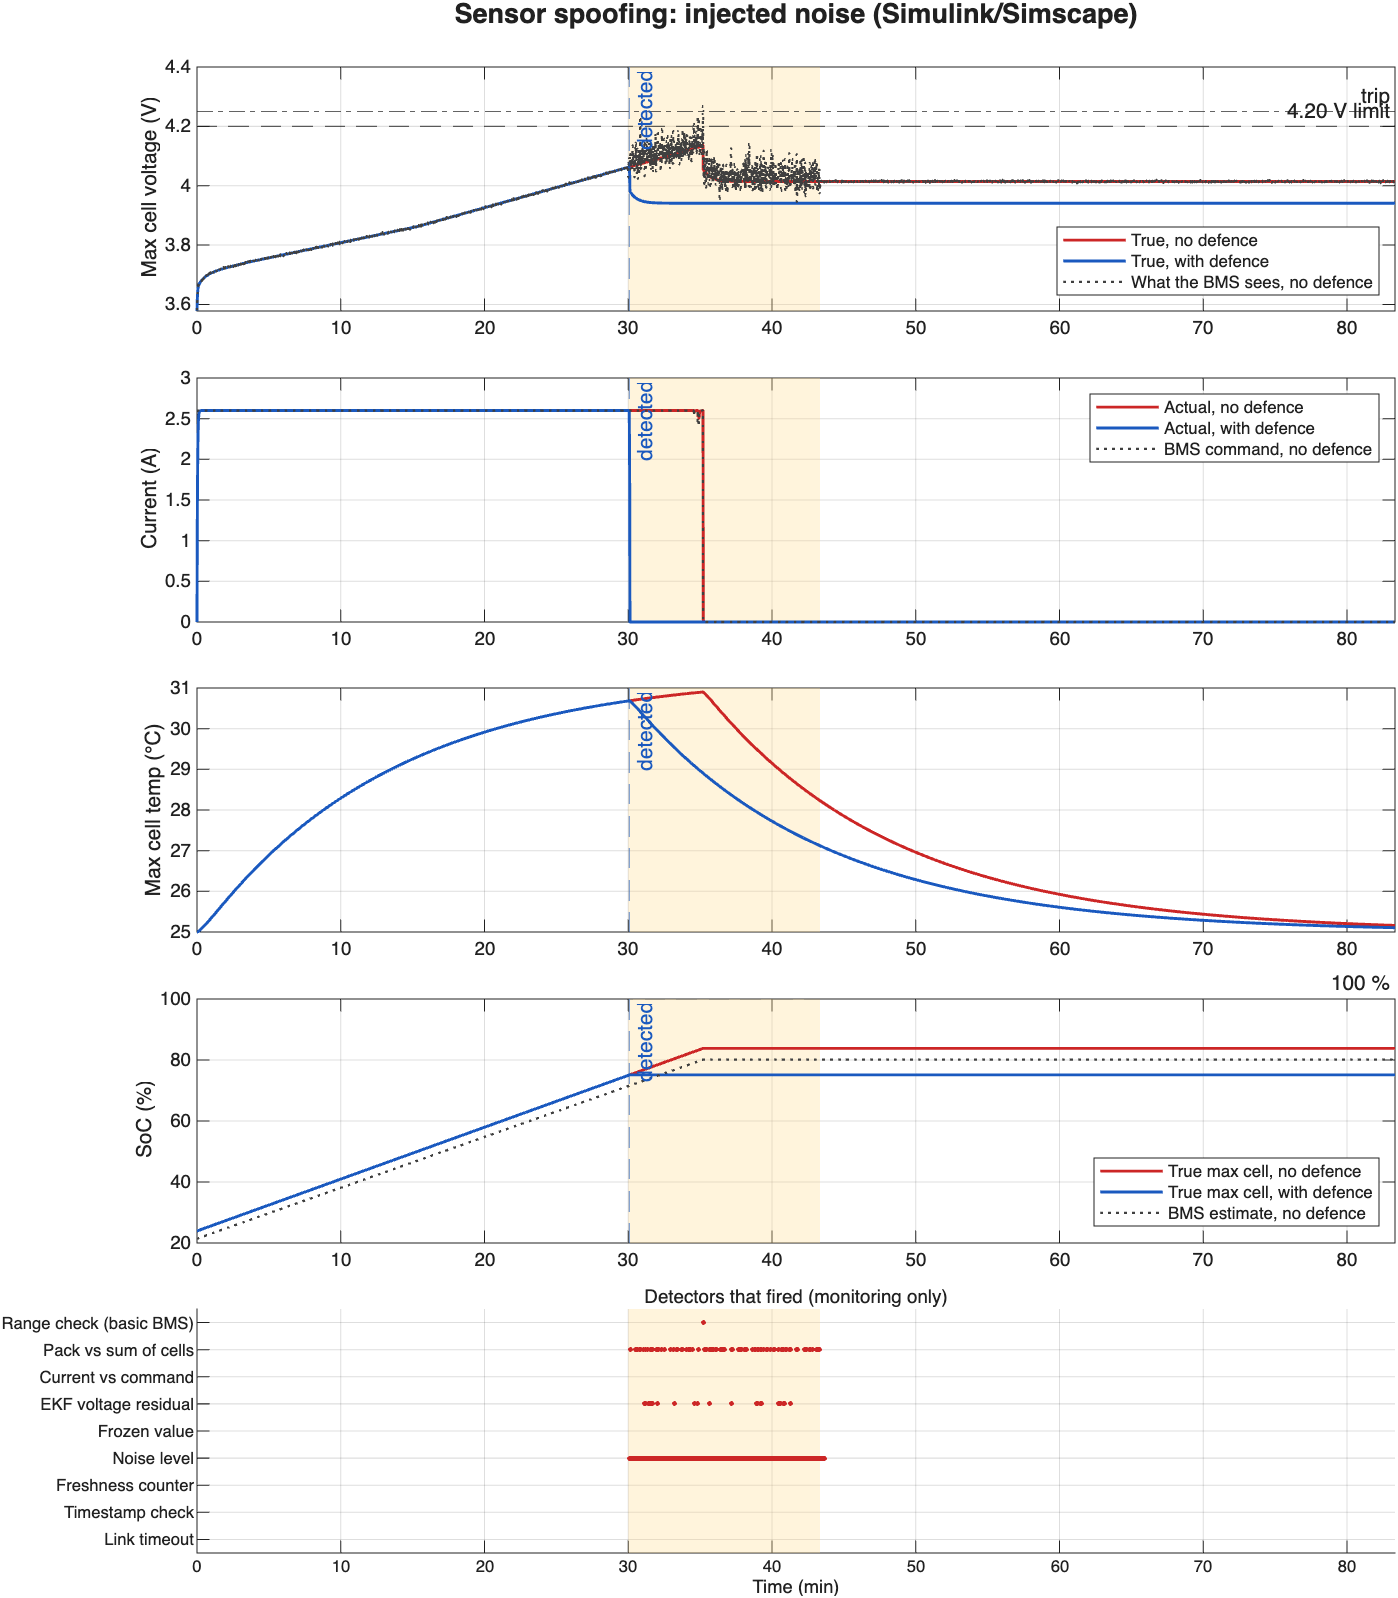 Sensor spoofing: injected noise (Simulink/Simscape)
Max cell voltage (V)
4.4
4.2
4
3.8
3.6
detected
trip
4.20 V limit
True, no defence
True, with defence
What the BMS sees, no defence
0 10 20 30 40 50 60 70 80
Current (A)
3
2.5
2
1.5
1
0.5
0
detected
Actual, no defence
Actual, with defence
BMS command, no defence
0 10 20 30 40 50 60 70 80
Max cell temp (°C)
31
30
29
28
27
26
25
detected
0 10 20 30 40 50 60 70 80
100 %
SoC (%)
100
80
60
40
20
detected
True max cell, no defence
True max cell, with defence
BMS estimate, no defence
0 10 20 30 40 50 60 70 80
Detectors that fired (monitoring only)
Range check (basic BMS)
Pack vs sum of cells
Current vs command
EKF voltage residual
Frozen value
Noise level
Freshness counter
Timestamp check
Link timeout
0 10 20 30 40 50 60 70 80
Time (min)